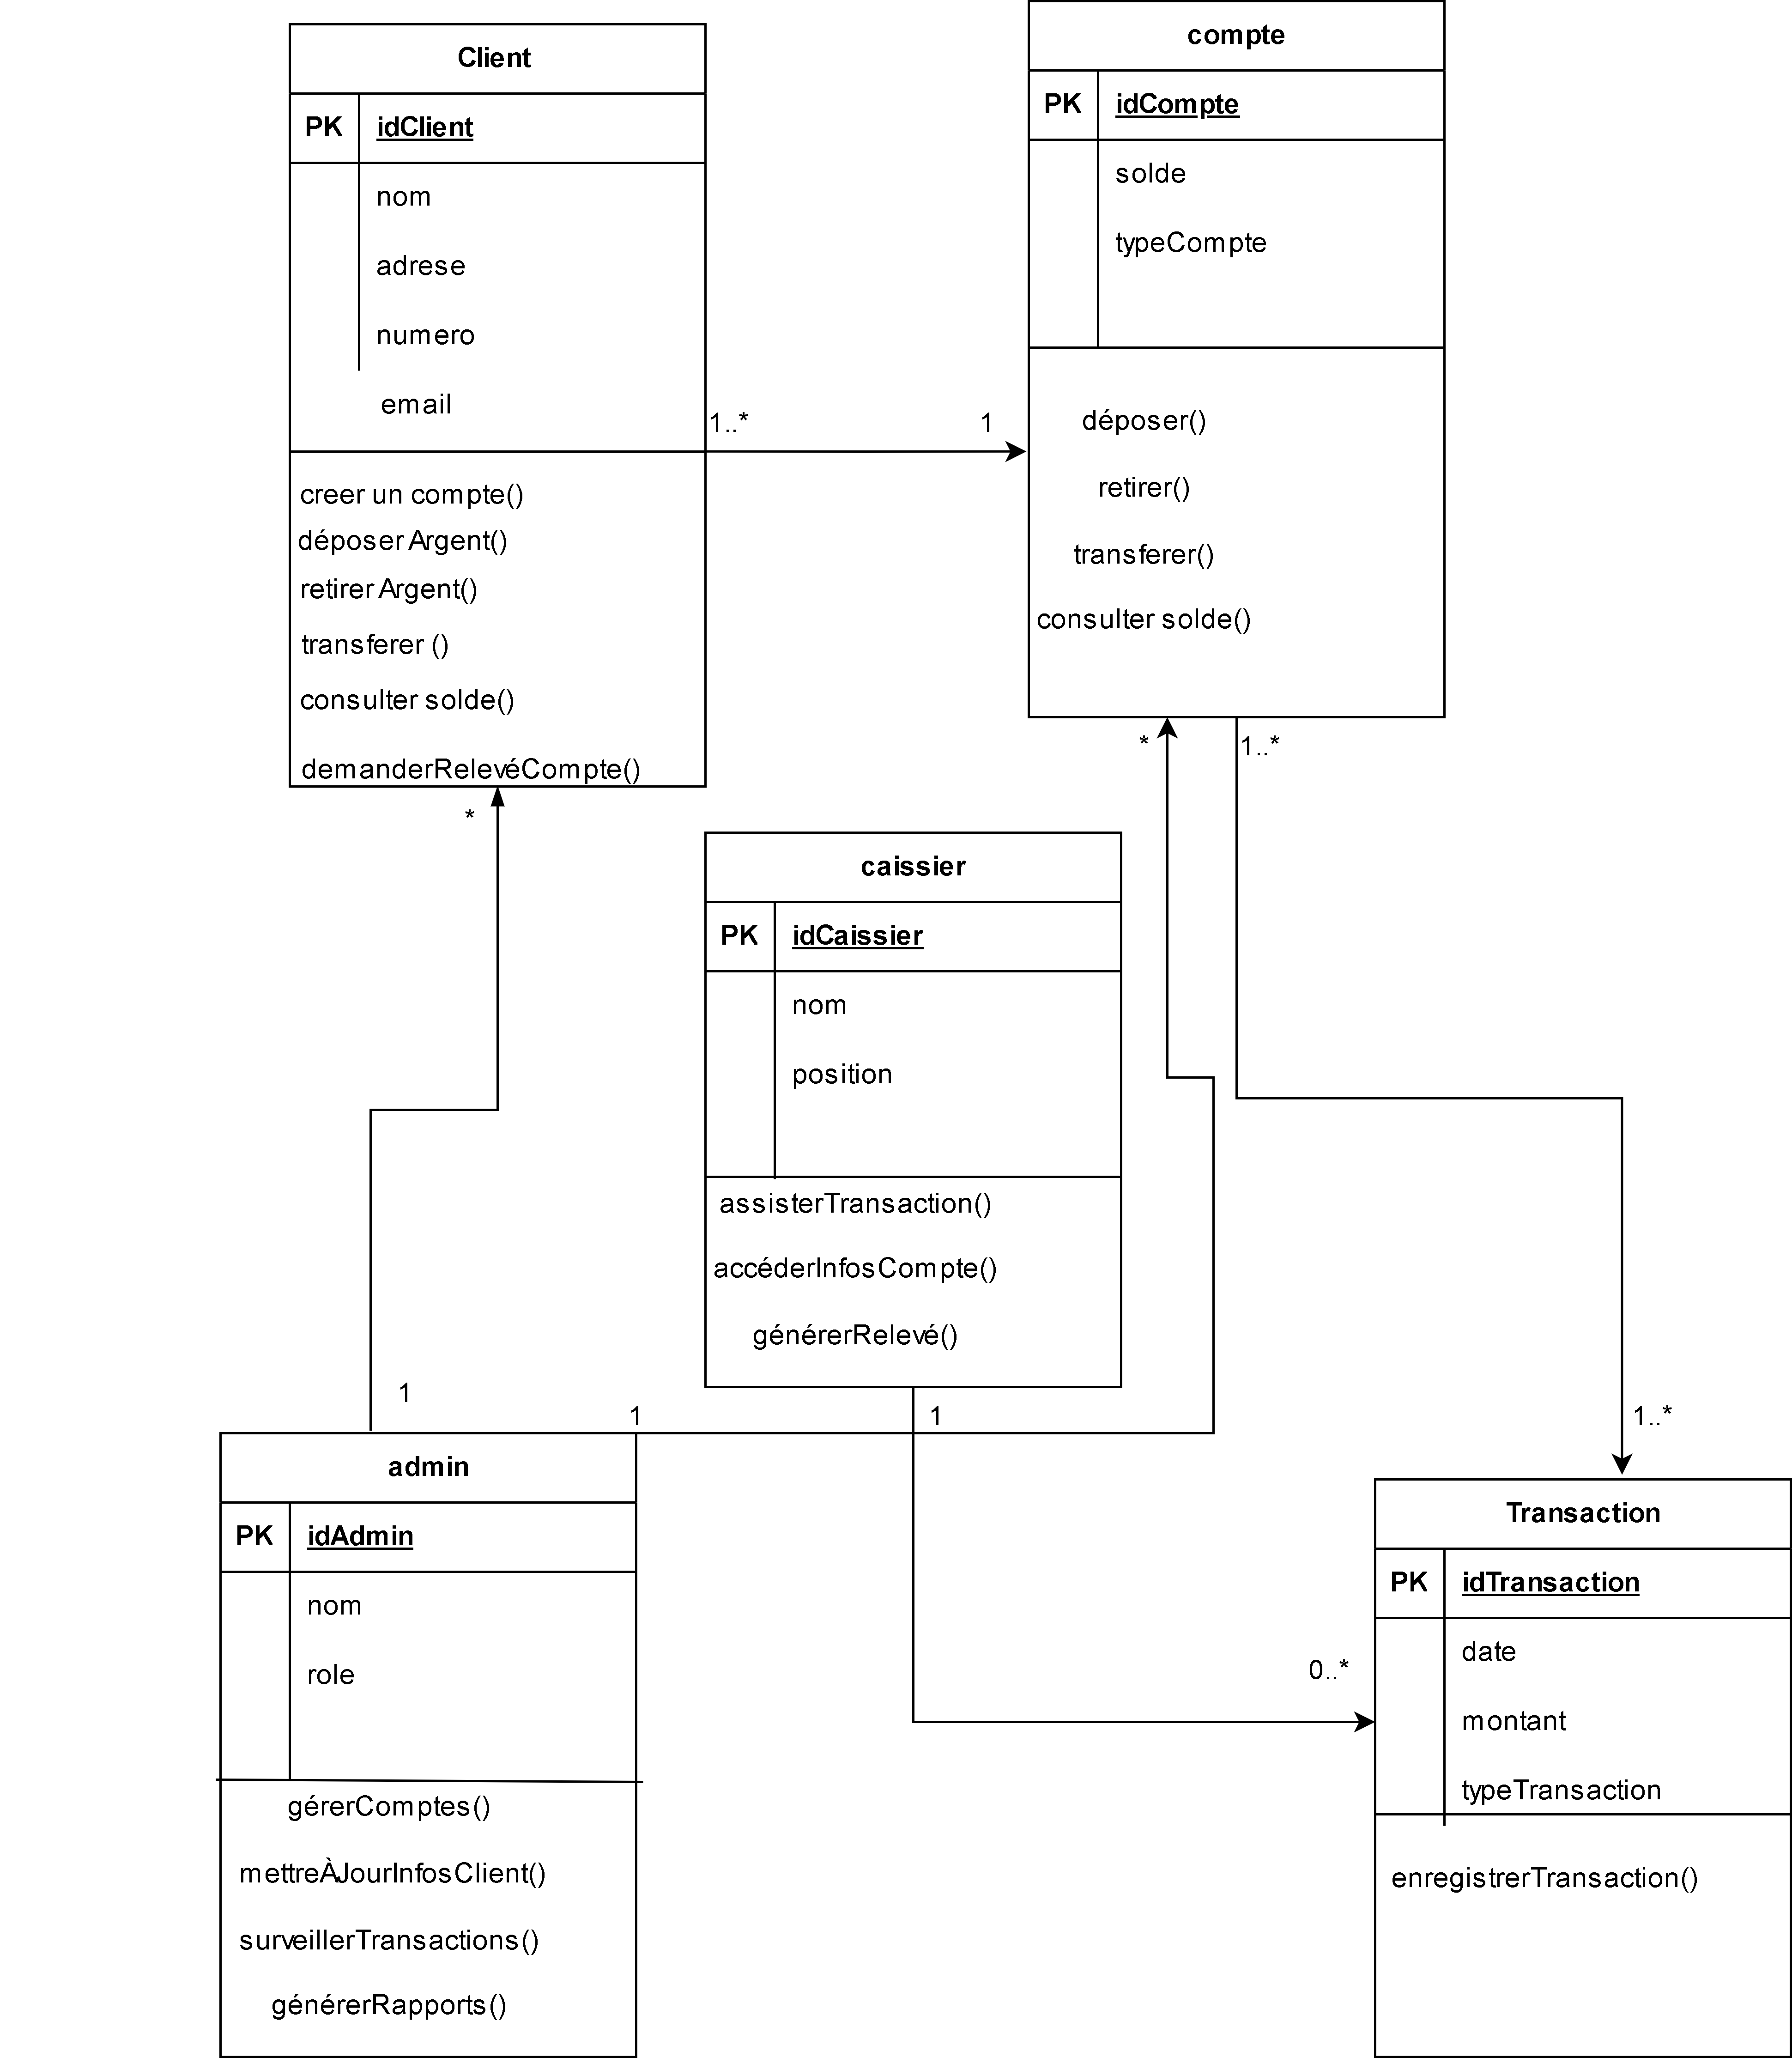 Client
PK idClient
nom
adrese
numero
email
creer un compte()
déposer Argent()
retirer Argent()
transferer ()
consulter solde()
demanderRelevéCompte()
compte
PK idCompte
solde
typeCompte
déposer()
retirer()
transferer()
consulter solde()
1..*
1
*
1..*
*
caissier
PK idCaissier
nom
position
assisterTransaction()
accéderInfosCompte()
générerRelevé()
1
1
1
1..*
admin
PK idAdmin
nom
role
gérerComptes()
mettreÀJourInfosClient()
surveillerTransactions()
générerRapports()
0..*
Transaction
PK idTransaction
date
montant
typeTransaction
enregistrerTransaction()